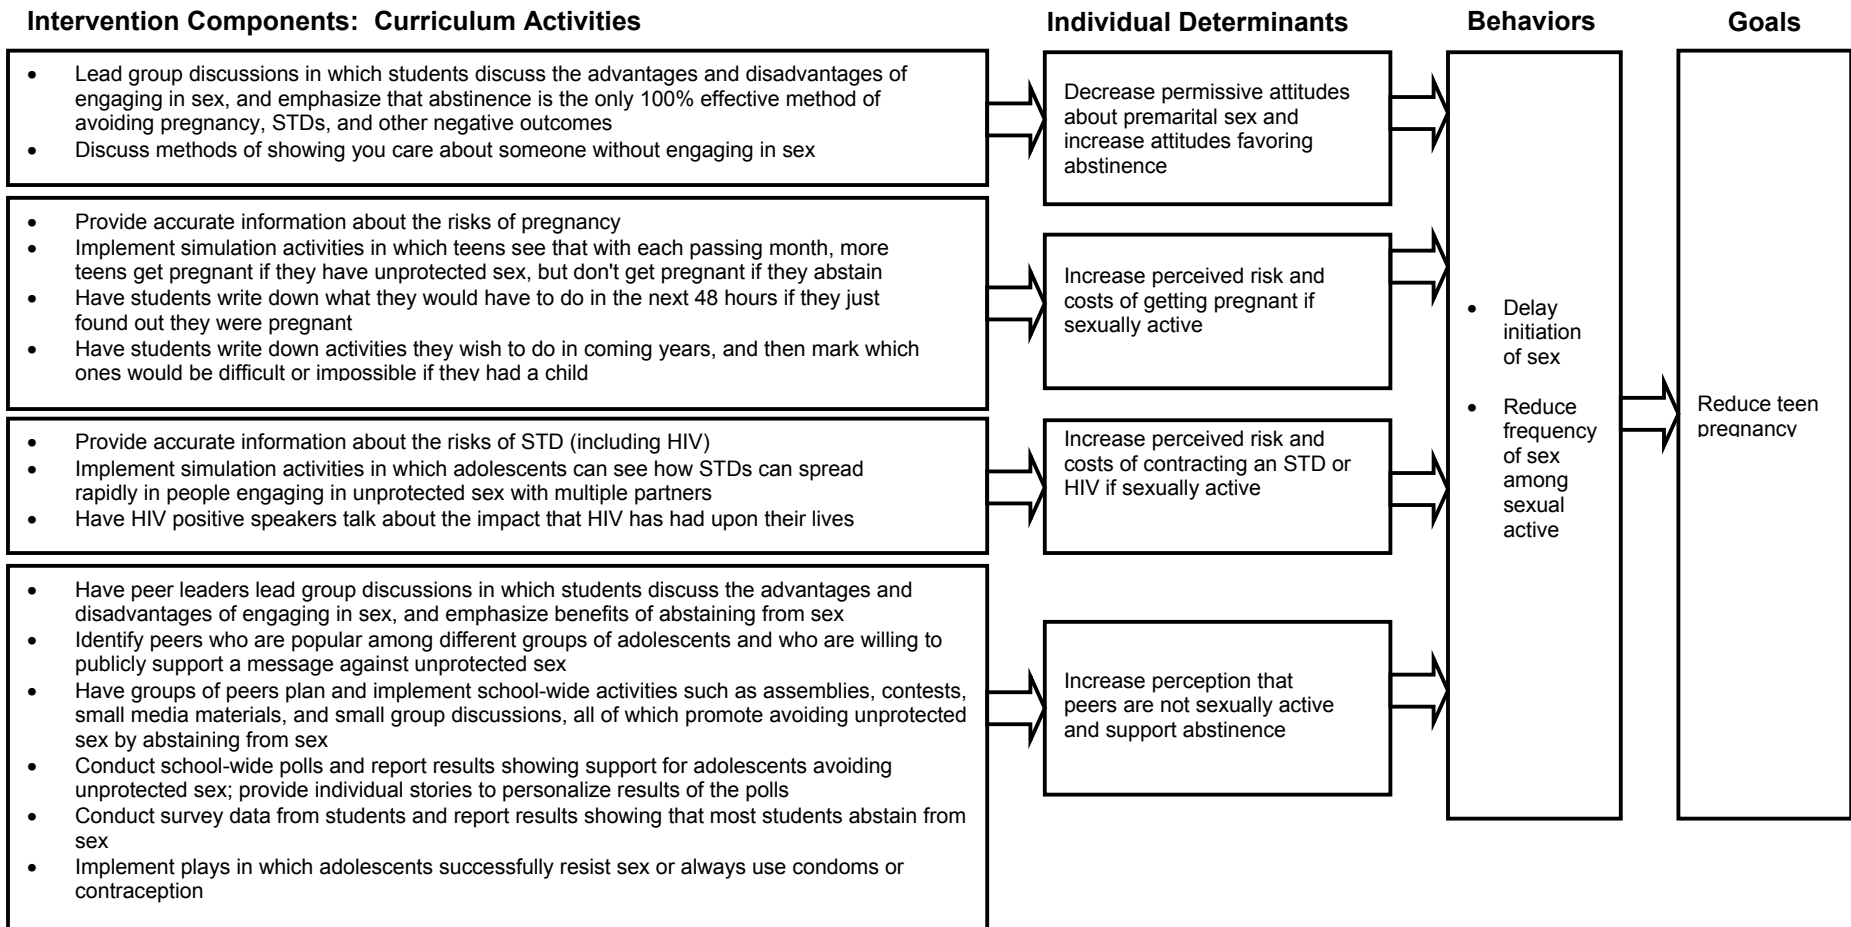 Intervention Components: Curriculum Activities
Individual Determinants
Behaviors
Goals
• Lead group discussions in which students discuss the advantages and disadvantages of
engaging in sex, and emphasize that abstinence is the only 100% effective method of
avoiding pregnancy, STDs, and other negative outcomes
• Discuss methods of showing you care about someone without engaging in sex
Decrease permissive attitudes
about premarital sex and
increase attitudes favoring
abstinence
• Provide accurate information about the risks of pregnancy
• Implement simulation activities in which teens see that with each passing month, more
teens get pregnant if they have unprotected sex, but don't get pregnant if they abstain
• Have students write down what they would have to do in the next 48 hours if they just
found out they were pregnant
• Have students write down activities they wish to do in coming years, and then mark which
ones would be difficult or impossible if they had a child
Increase perceived risk and
costs of getting pregnant if
sexually active
• Provide accurate information about the risks of STD (including HIV)
• Implement simulation activities in which adolescents can see how STDs can spread
rapidly in people engaging in unprotected sex with multiple partners
• Have HIV positive speakers talk about the impact that HIV has had upon their lives
Increase perceived risk and
costs of contracting an STD or
HIV if sexually active
• Have peer leaders lead group discussions in which students discuss the advantages and
disadvantages of engaging in sex, and emphasize benefits of abstaining from sex
• Identify peers who are popular among different groups of adolescents and who are willing to
publicly support a message against unprotected sex
• Have groups of peers plan and implement school-wide activities such as assemblies, contests,
small media materials, and small group discussions, all of which promote avoiding unprotected
sex by abstaining from sex
• Conduct school-wide polls and report results showing support for adolescents avoiding
unprotected sex; provide individual stories to personalize results of the polls
• Conduct survey data from students and report results showing that most students abstain from
sex
• Implement plays in which adolescents successfully resist sex or always use condoms or
contraception
Increase perception that
peers are not sexually active
and support abstinence
• Delay
initiation
of sex
• Reduce
frequency
of sex
among
sexual
active
Reduce teen
pregnancy